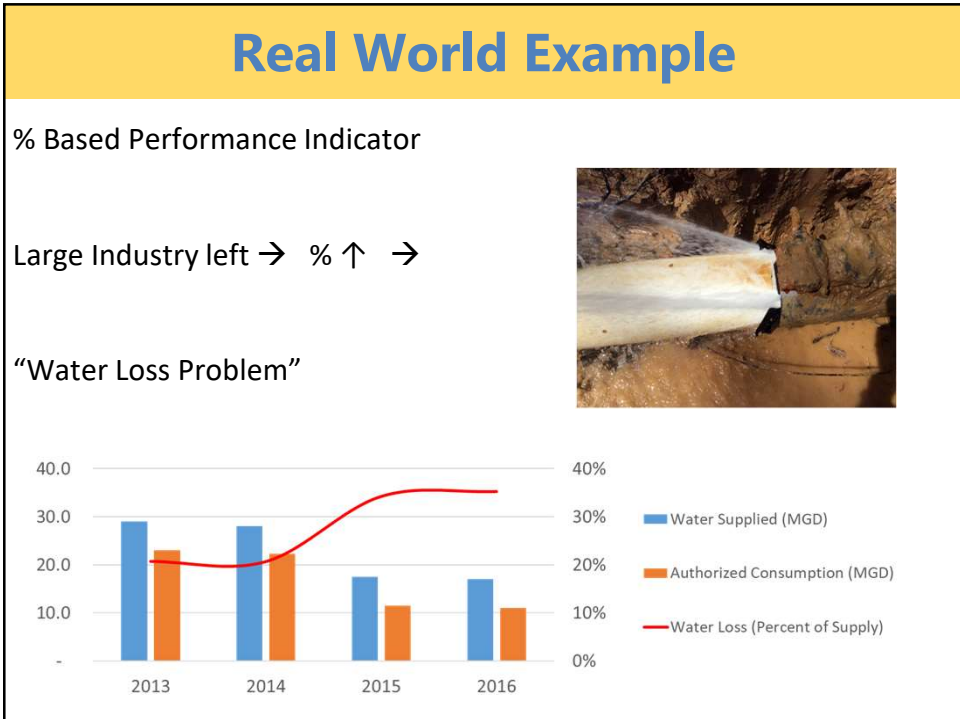 Real World Example
% Based Performance Indicator
Large Industry left → % ↑ →
“Water Loss Problem”
40.0
30.0
20.0
10.0
-
40%
30%
20%
10%
0%
2013 2014 2015 2016
Water Supplied (MGD)
Authorized Consumption (MGD)
Water Loss (Percent of Supply)